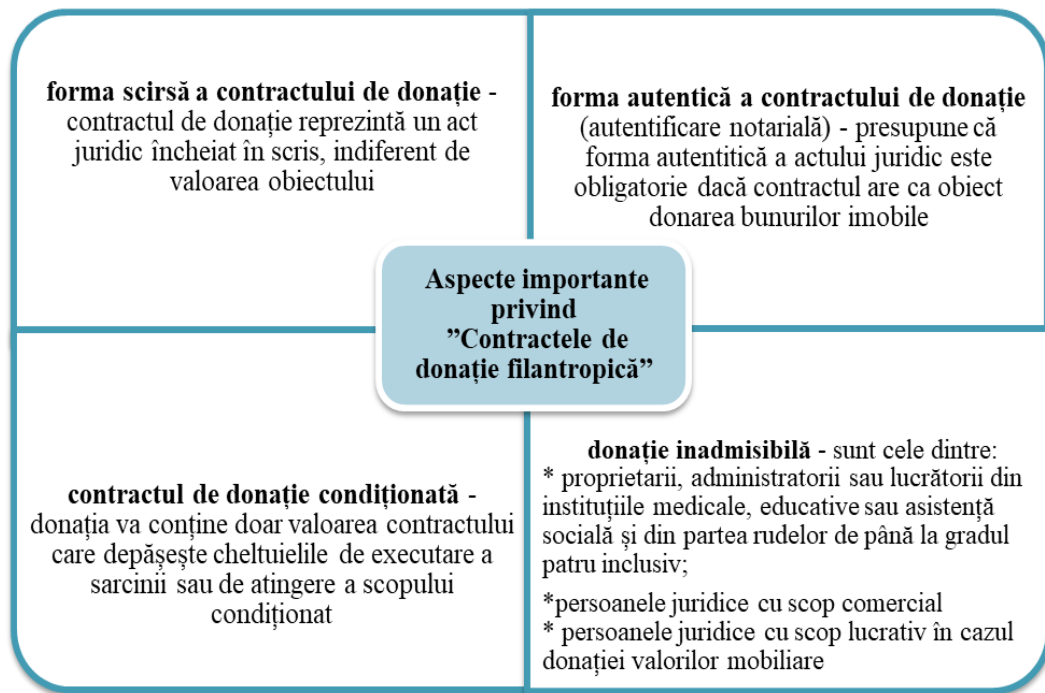 forma scirsă a contractului de donație -
contractul de donație reprezintă un act
juridic încheiat în scris, indiferent de
valoarea obiectului
forma autentică a contractului de donație
(autentificare notarială) - presupune că
forma autentitică a actului juridic este
obligatorie dacă contractul are ca obiect
donarea bunurilor imobile
Aspecte importante
privind
”Contractele de
donație filantropică”
contractul de donație condiționată -
donația va conține doar valoarea contractului
care depășește cheltuielile de executare a
sarcinii sau de atingere a scopului
condiționat
donație inadmisibilă - sunt cele dintre:
* proprietarii, administratorii sau lucrătorii din
instituțiile medicale, educative sau asistență
socială și din partea rudelor de până la gradul
patru inclusiv;
*persoanele juridice cu scop comercial
* persoanele juridice cu scop lucrativ în cazul
donației valorilor mobiliare